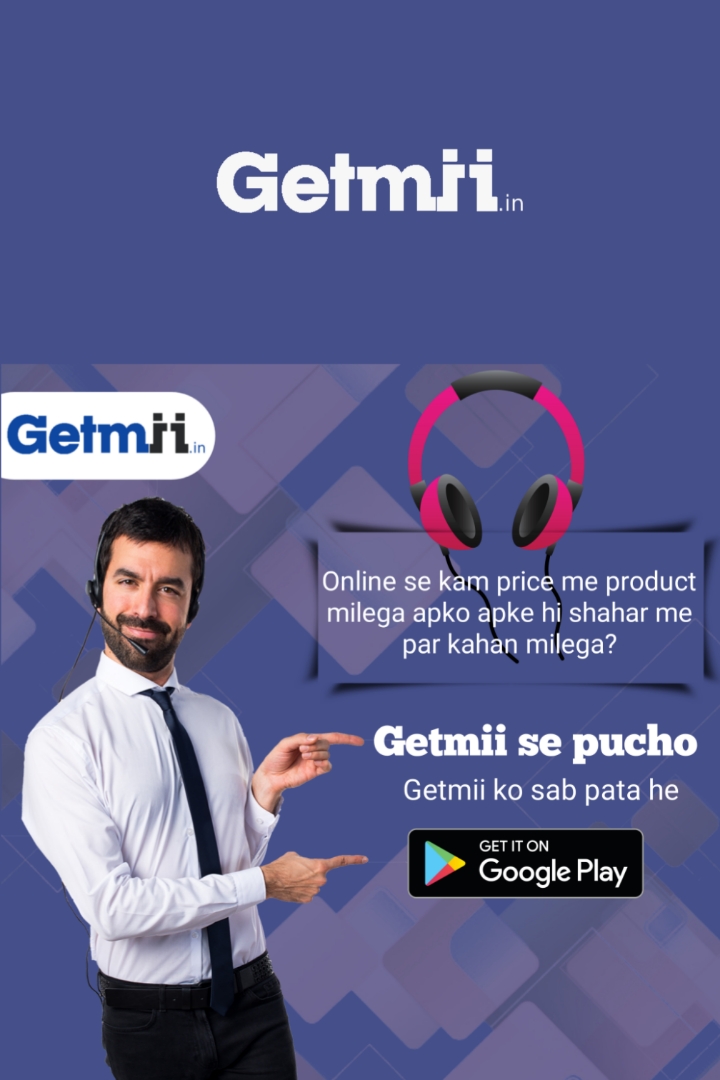 Getmii.in
Getmii.in
Online se kam price me product
milega apko apke hi shahar me
par kahan milega?
Getmii se pucho
Getmii ko sab pata he
GET IT ON
Google Play